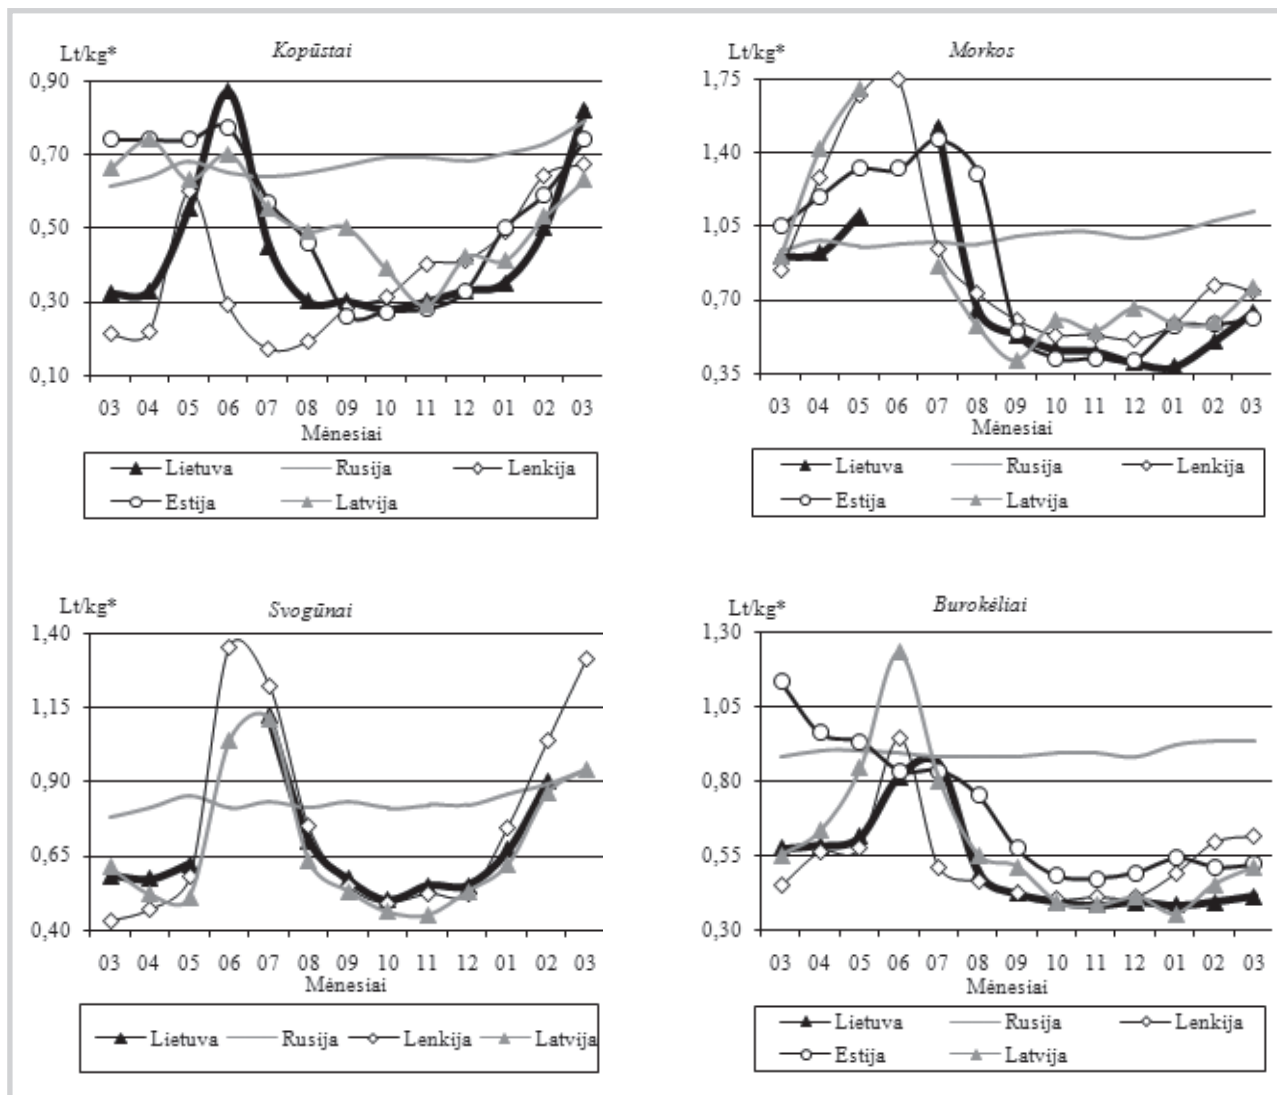 Lt/kg* Kopūstai
0,90
0,70
0,50
0,30
0,10
03 04 05 06 07 08 09 10 11 12 01 02 03
Mėnesiai
Lietuva Rusija Lenkija
Estija Latvija
Lt/kg* Morkos
1,75
1,40
1,05
0,70
0,35
03 04 05 06 07 08 09 10 11 12 01 02 03
Mėnesiai
Lietuva Rusija Lenkija
Estija Latvija
Lt/kg* Svogūnai
1,40
1,15
0,90
0,65
0,40
03 04 05 06 07 08 09 10 11 12 01 02 03
Mėnesiai
Lietuva Rusija Lenkija Latvija
Lt/kg* Burokėliai
1,30
1,05
0,80
0,55
0,30
03 04 05 06 07 08 09 10 11 12 01 02 03
Mėnesiai
Lietuva Rusija Lenkija
Estija Latvija